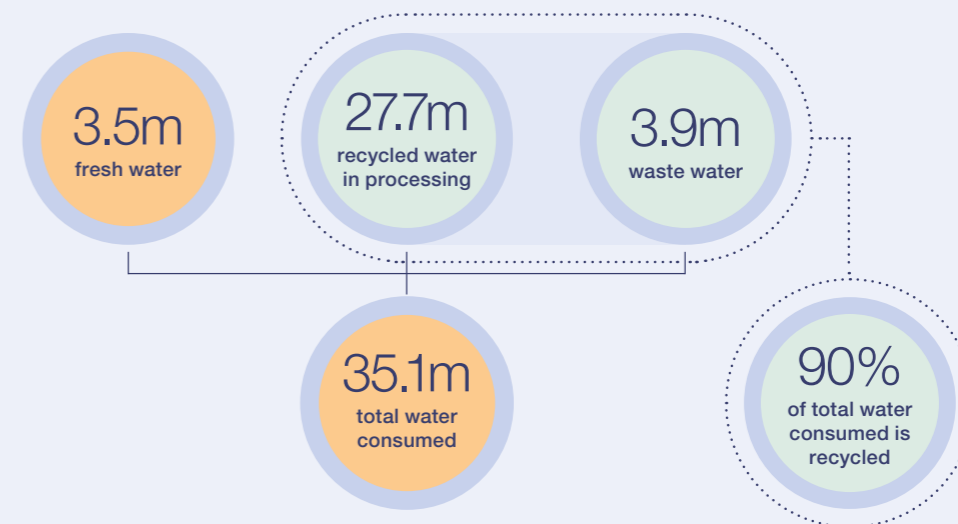 3.5m
fresh water
27.7m
recycled water
in processing
3.9m
waste water
35.1m
total water
consumed
90%
of total water
consumed is
recycled